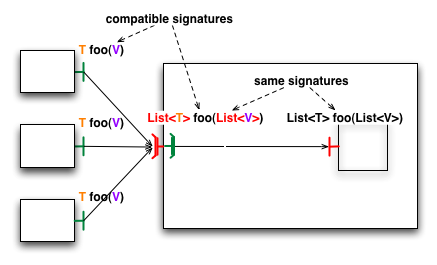 compatible signatures
T foo(V)
same signatures
List<T> foo(List<V>)
List<T> foo(List<V>)
T foo(V)
T foo(V)